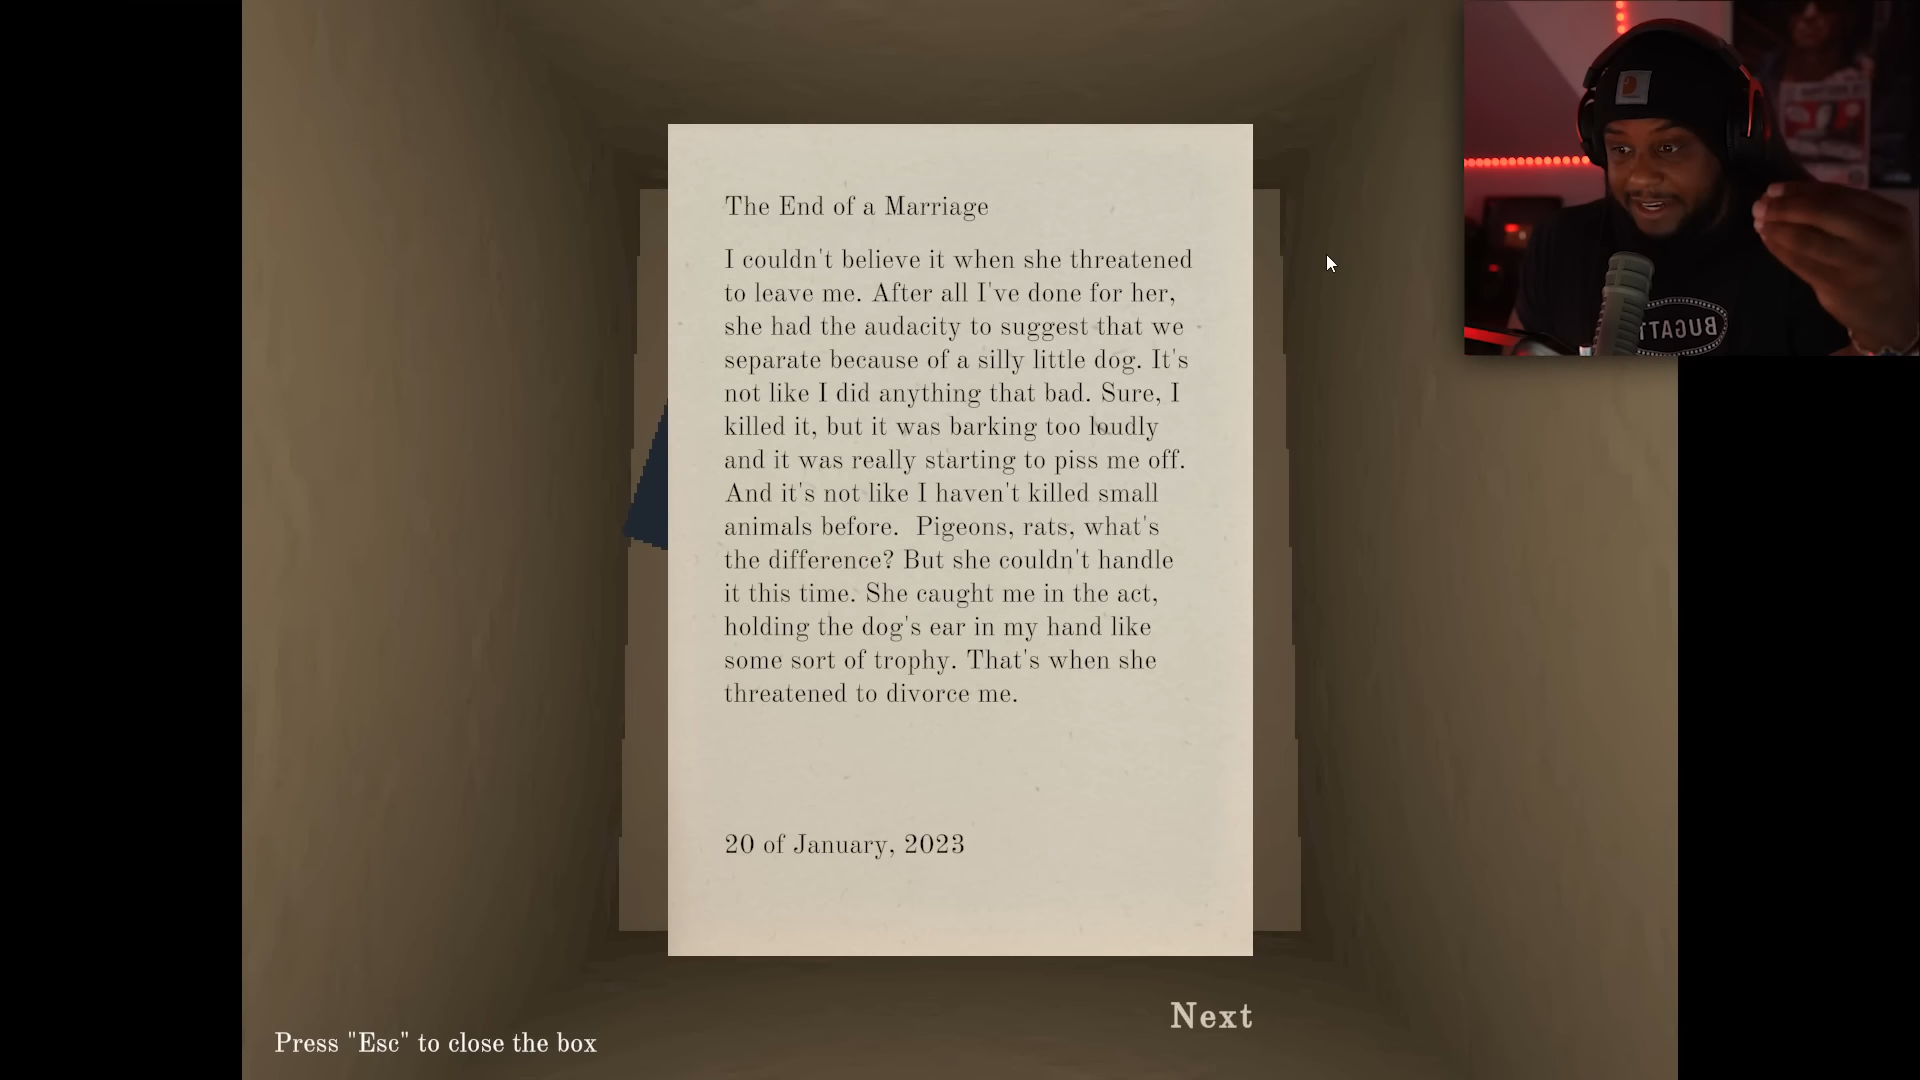 The End of a Marriage
I couldn't believe it when she threatened
to leave me. After all I've done for her,
she had the audacity to suggest that we
separate because of a silly little dog. It's
not like I did anything that bad. Sure, I
killed it, but it was barking too loudly
and it was really starting to piss me off.
And it's not like I haven't killed small
animals before.  Pigeons, rats, what's
the difference? But she couldn't handle
it this time. She caught me in the act,
holding the dog's ear in my hand like
some sort of trophy. That's when she
threatened to divorce me.
20 of January, 2023
Next
Press "Esc" to close the box